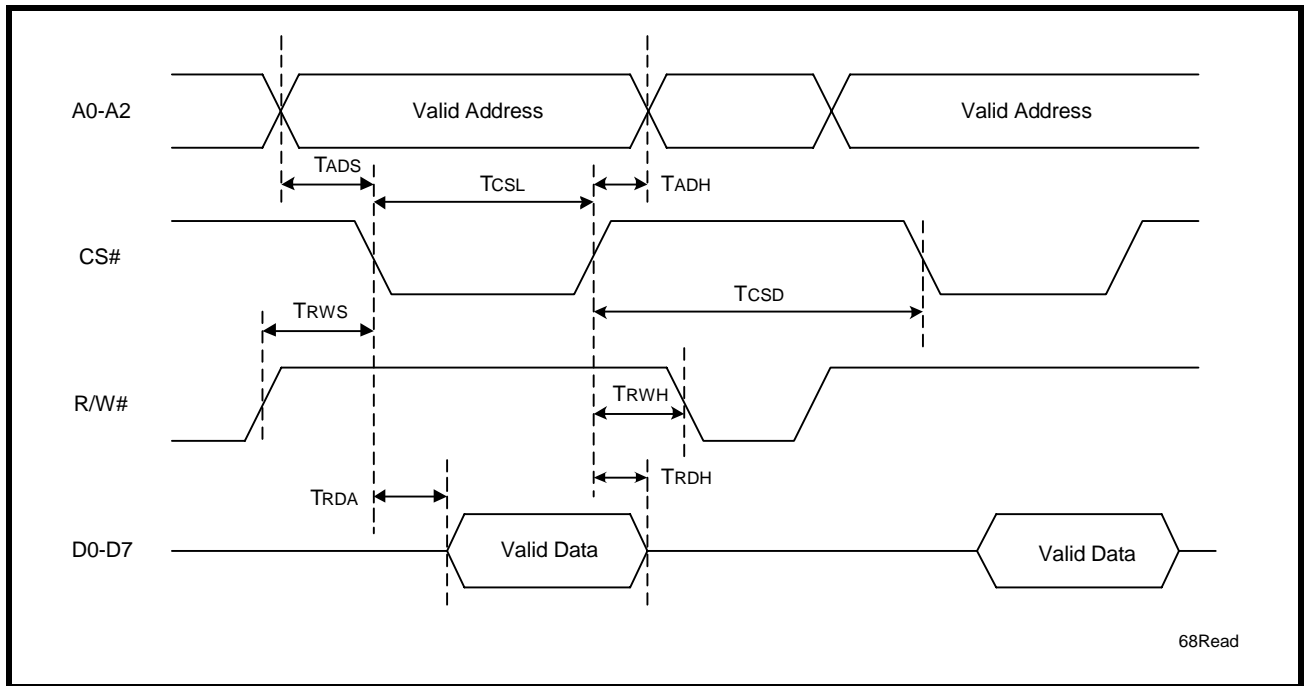 A0-A2
Valid Address
Valid Address
TADS
TCSL
TADH
CS#
TCSD
TRWS
R/W#
TRWH
TRDH
TRDA
D0-D7
Valid Data
Valid Data
68Read